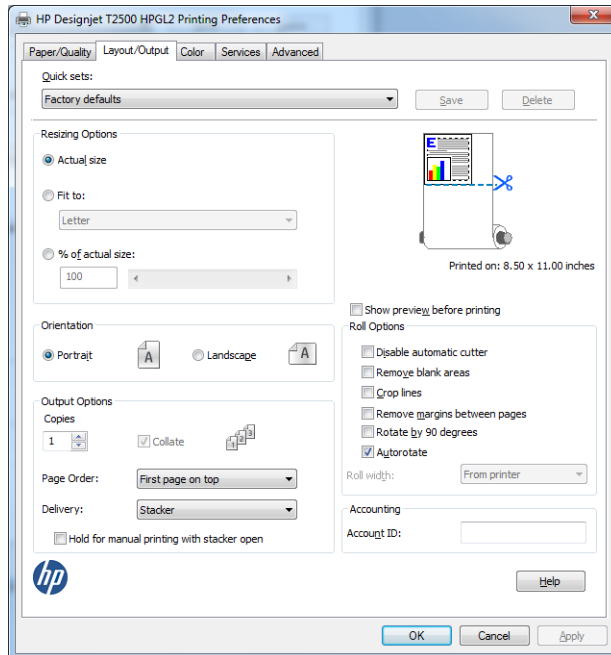 HP Designjet T2500 HPGL2 Printing Preferences
Paper/Quality Layout/Output Color Services Advanced
Quick sets:
Factory defaults Save Delete
Resizing Options
Actual size
Fit to:
Letter
% of actual size:
100
E
Printed on: 8.50 x 11.00 inches
Show preview before printing
Orientation
Portrait A Landscape A
Roll Options
Disable automatic cutter
Remove blank areas
Crop lines
Remove margins between pages
Rotate by 90 degrees
Autorotate
Roll width: From printer
Output Options
Copies
1 Collate 1 2 3
Page Order: First page on top
Delivery: Stacker
Hold for manual printing with stacker open
Accounting
Account ID:
hp
Help
OK Cancel Apply